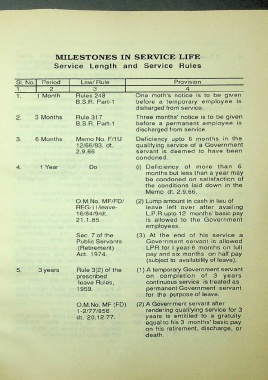 MILESTONES IN SERVICE LIFE
Service Length and Service Rules
Sl. No. Period Law/Rule Provision
1. 2 3 4
1. 1 Month Rules 248 One moth's notice is to be given
B.S.R. Part-1 before a temporary employee is
disharged from service.
2. 3 Months Rule 317 Three months' notice is to be given
B.S.R. Part-1 before a permanent employee is
discharged from service.
3. 6 Months Memo No. F/1U Deficiency upto 6 months in the
12/66/93. dt. qualifying service of a Government
2.9.66 servant is deemed to have been
condoned.
4. 1 Year Do (i) Deficiency of more than 6
months but less than a year may
be condoned on satisfaction of
the conditions laid down in the
Memo dt. 2.9.66.
O.M.No. MF/FD/ (2) Lump amount in cash in lieu of
leave- leave left over after availing
16/84/9/dt. L.P.R upto 12 months' basic pay
21.1.85. is allowed to the Government
employees.
Sec. 7 of the (3) At the end of his service a
Public Servants Government servant is allowed
(Retirement) LPR for 1 year-6 months on full
Act. 1974. pay and six months on half pay
(subject to availability of leave).
5. 3 years Rule 3(2) of the (1) A temporary Government servant
prescribed on completion of 3 years
leave Rules, continuous service is treated as
1959. permanent Government servant
for the purpose of leave.
O.M.No. MF (FD) (2) A Government servant after
1-2/77/856 rendering qualifying service for 3
dt. 20.12.77. years is entitled to a gratuity
equal to his 3 months' basic pay
on his retirement, discharge, or
death.